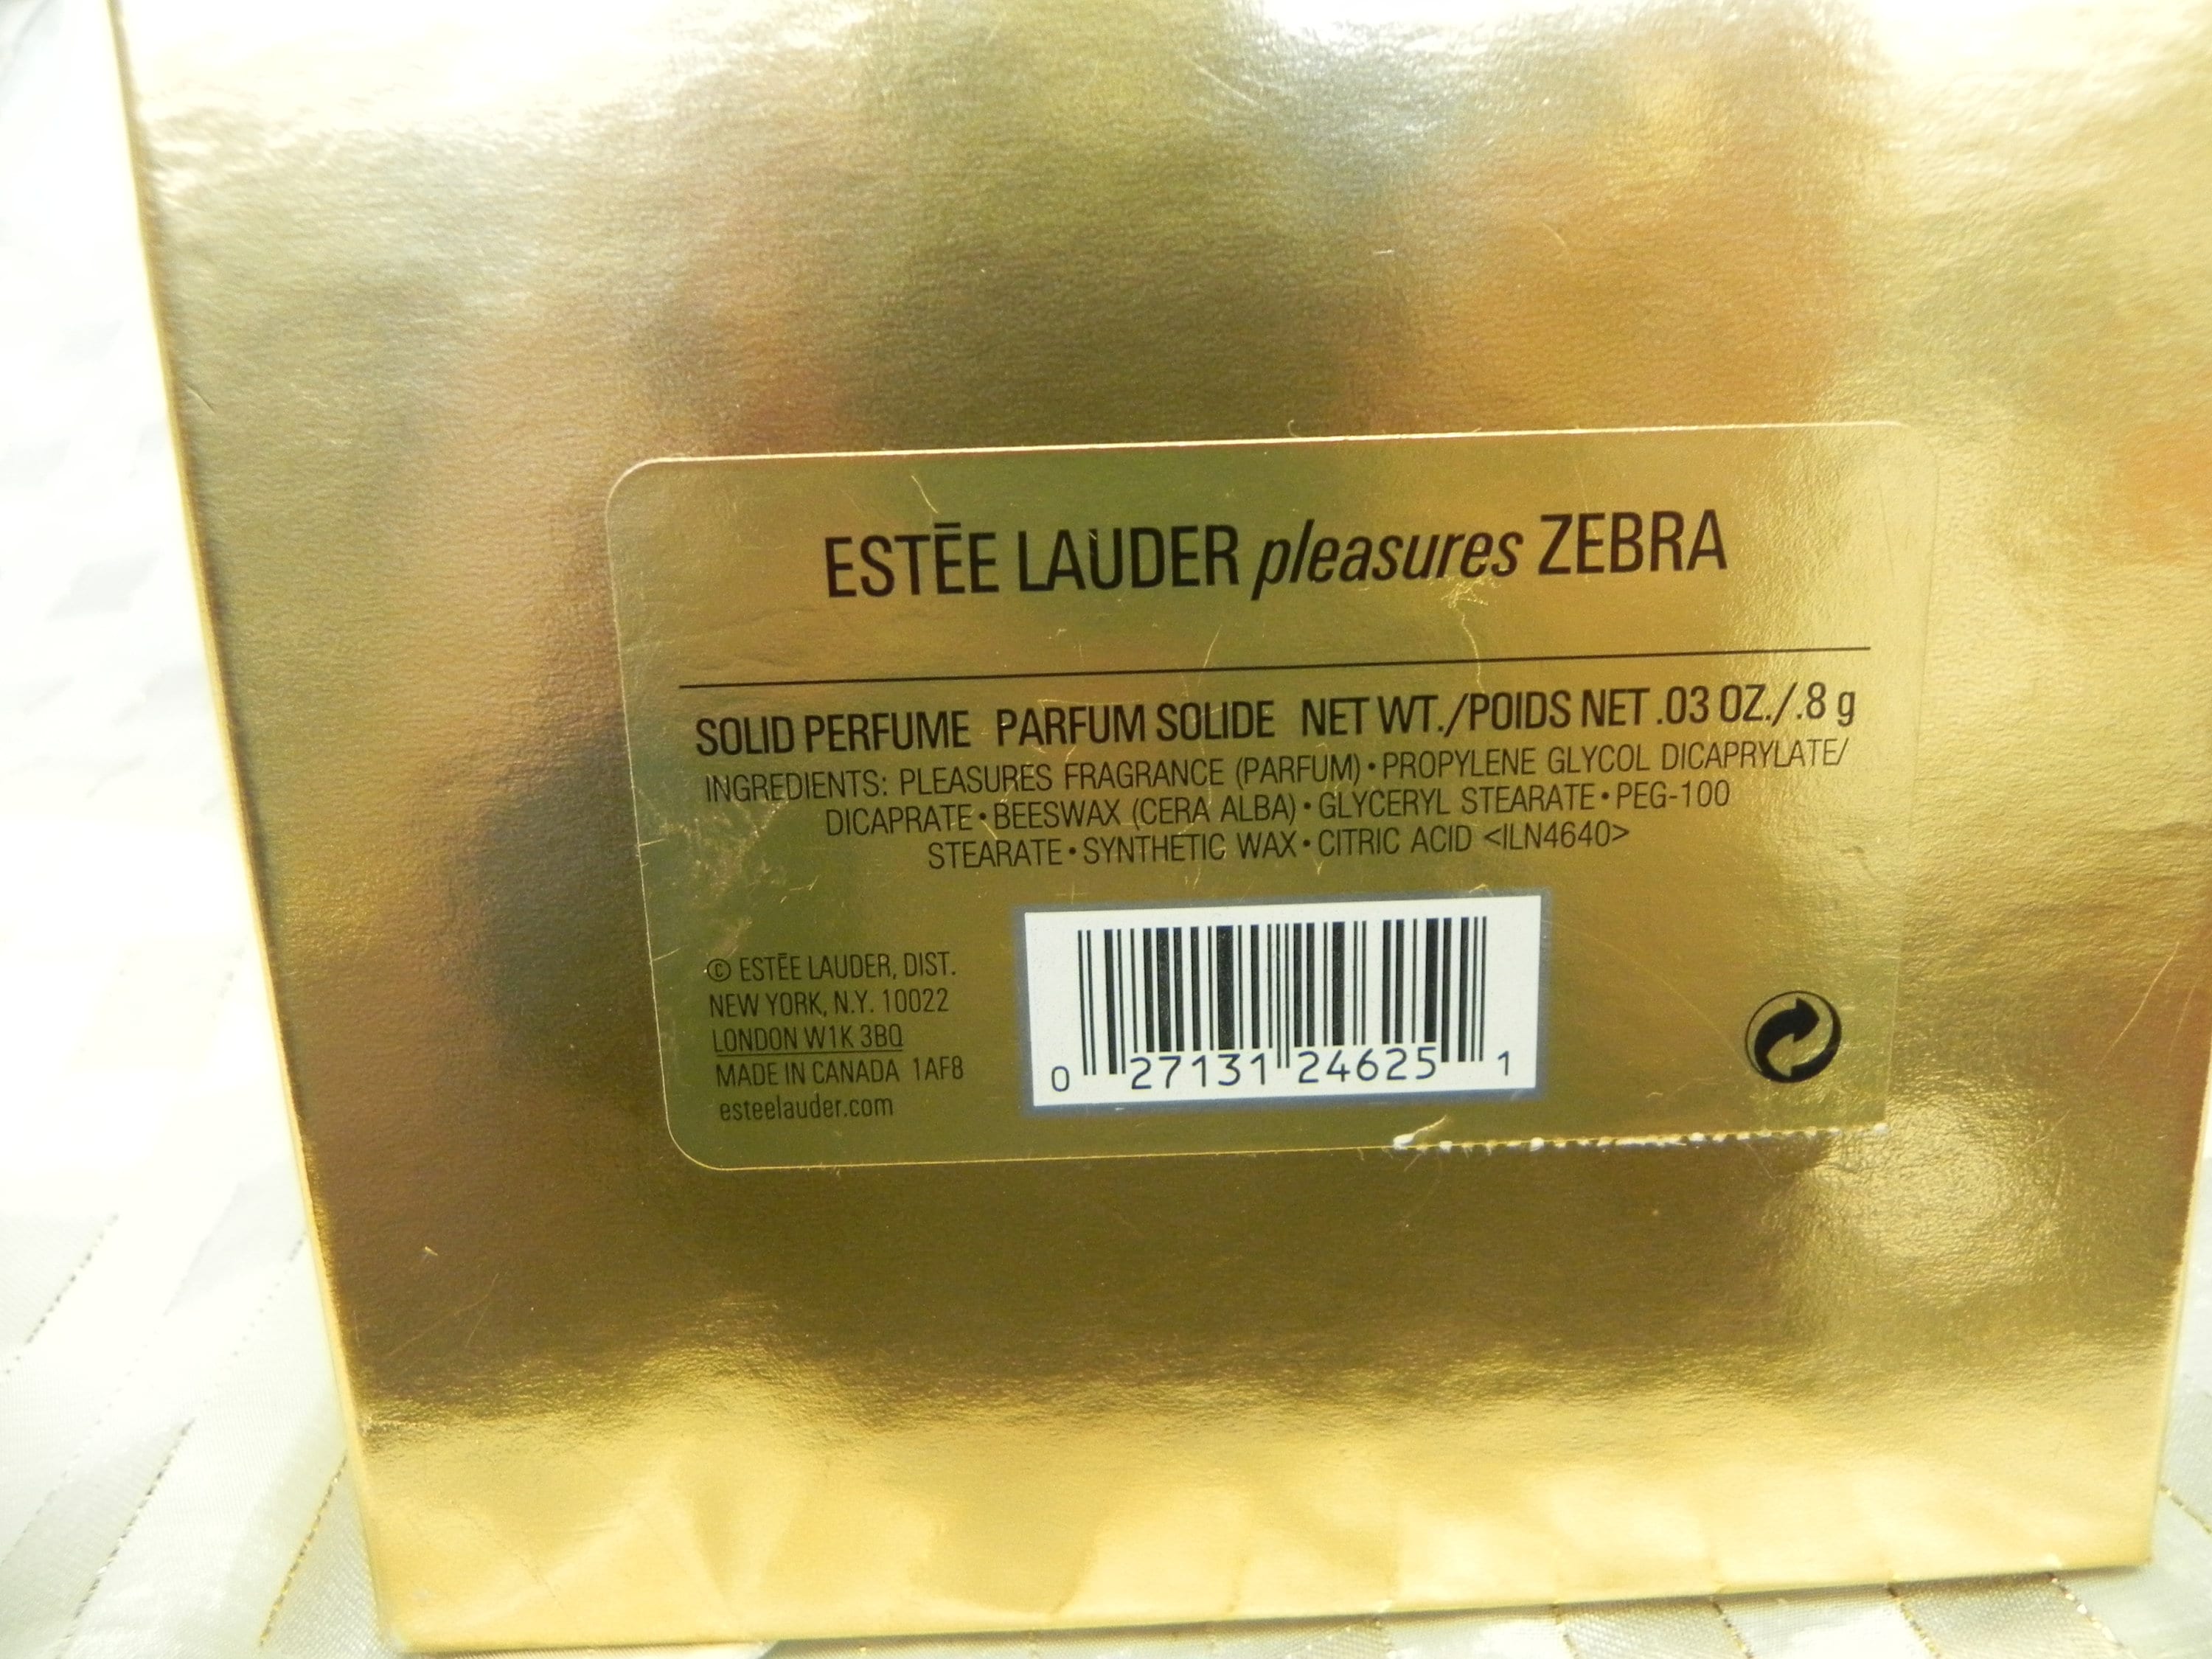 ESTĒE LAUDER pleasures ZEBRA
SOLID PERFUME PARFUM SOLIDE NET WT./POIDS NET .03 OZ./.8 g
INGREDIENTS: PLEASURES FRAGRANCE (PARFUM) • PROPYLENE GLYCOL DICAPRYLATE/
DICAPRATE • BEESWAX (CERA ALBA) • GLYCERYL STEARATE • PEG-100
STEARATE • SYNTHETIC WAX • CITRIC ACID <ILN4640>
© ESTĒE LAUDER, DIST.
NEW YORK, N.Y. 10022
LONDON W1K 3BQ
MADE IN CANADA 1AF8
esteelauder.com
0 27131 24625 1